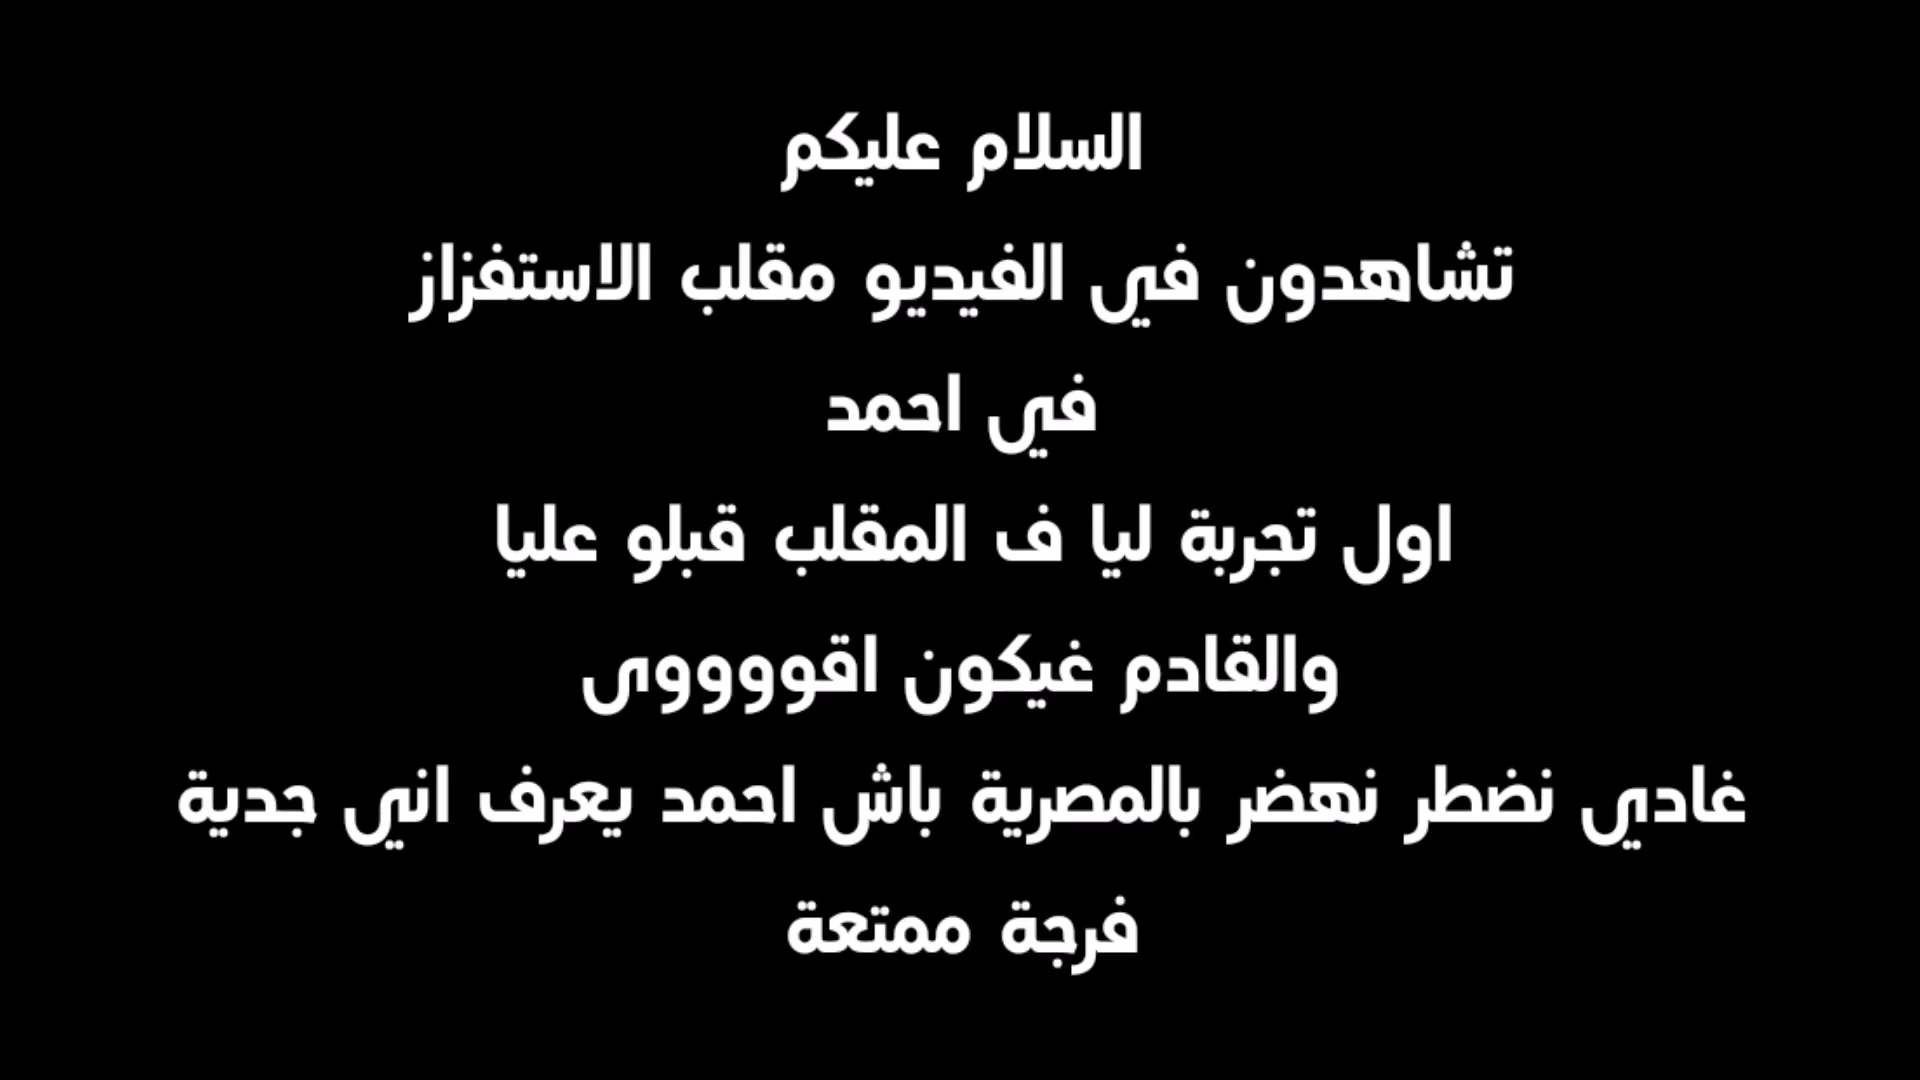 السلام عليكم
تشاهدون في الفيديو مقلب الاستفزاز
في احمد
اول تجربة ليا ف المقلب قبلو عليا
والقادم غيكون اقووووى
غادي نضطر نهضر بالمصرية باش احمد يعرف اني جدية
فرجة ممتعة